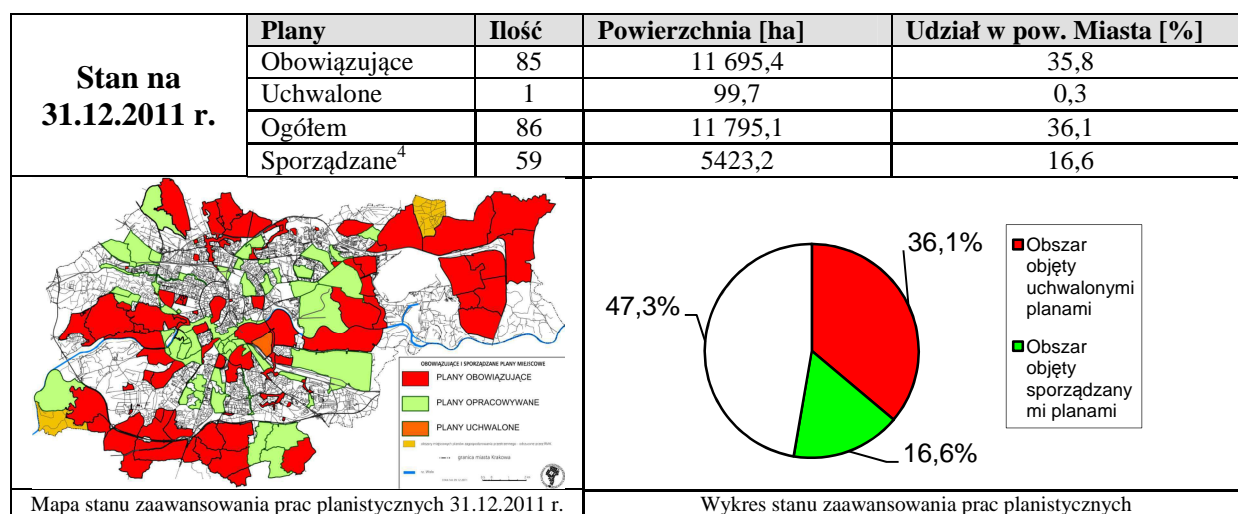 Stan na
31.12.2011 r.
Plany Ilość Powierzchnia [ha] Udział w pow. Miasta [%]
Obowiązujące 85 11 695,4 35,8
Uchwalone 1 99,7 0,3
Ogółem 86 11 795,1 36,1
Sporządzane4 59 5423,2 16,6
OBOWIĄZUJĄCE I SPORZĄDZANE PLANY MIEJSCOWE
PLANY OBOWIĄZUJĄCE
PLANY OPRACOWYWANE
PLANY UCHWALONE
granica miasta Krakowa
36,1%
47,3%
16,6%
Obszar
objęty
uchwalonymi
planami
Obszar
objęty
sporządzany
mi planami
Mapa stanu zaawansowania prac planistycznych 31.12.2011 r.
Wykres stanu zaawansowania prac planistycznych